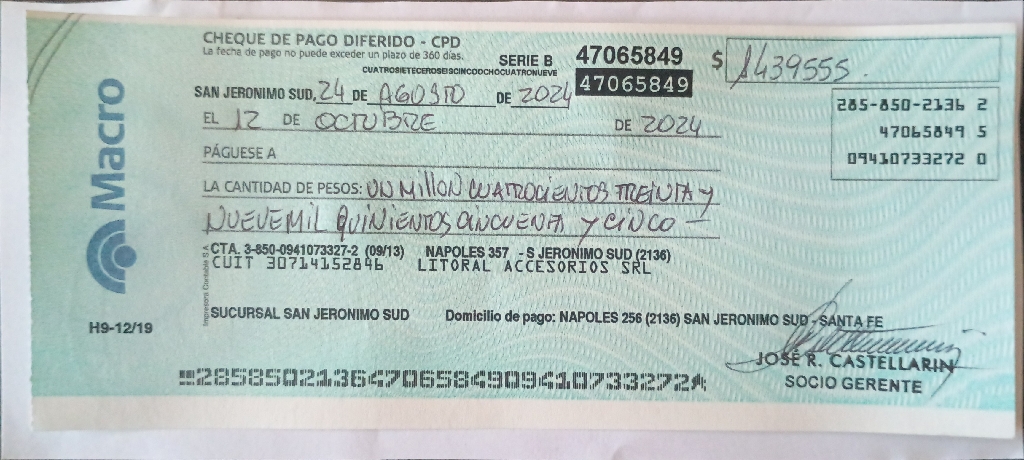 CHEQUE DE PAGO DIFERIDO - CPD
La fecha de pago no puede exceder un plazo de 360 días.
SERIE B 47065849
CUATROSIETECEROSEISCINCOOCHOCUATRONUEVE
47065849
$ 1439555.
SAN JERONIMO SUD, 24 DE AGOSTO DE 2024
285-850-2136 2
47065849 5
09410733272 0
EL 12 DE OCTUBRE DE 2024
PÁGUESE A
LA CANTIDAD DE PESOS: UN MILLON CUATROCIENTOS TREINTA Y
NUEVE MIL QUINIENTOS CINCUENTA Y CINCO —
CTA. 3-850-0941073327-2 (09/13) NAPOLES 357 - S JERONIMO SUD (2136)
CUIT 30714152846 LITORAL ACCESORIOS SRL
SUCURSAL SAN JERONIMO SUD Domicilio de pago: NAPOLES 256 (2136) SAN JERONIMO SUD - SANTA FE
Macro
H9-12/19
Impresora Contable S.A.
JOSÉ R. CASTELLARIN
SOCIO GERENTE
28585021364706584909410733272